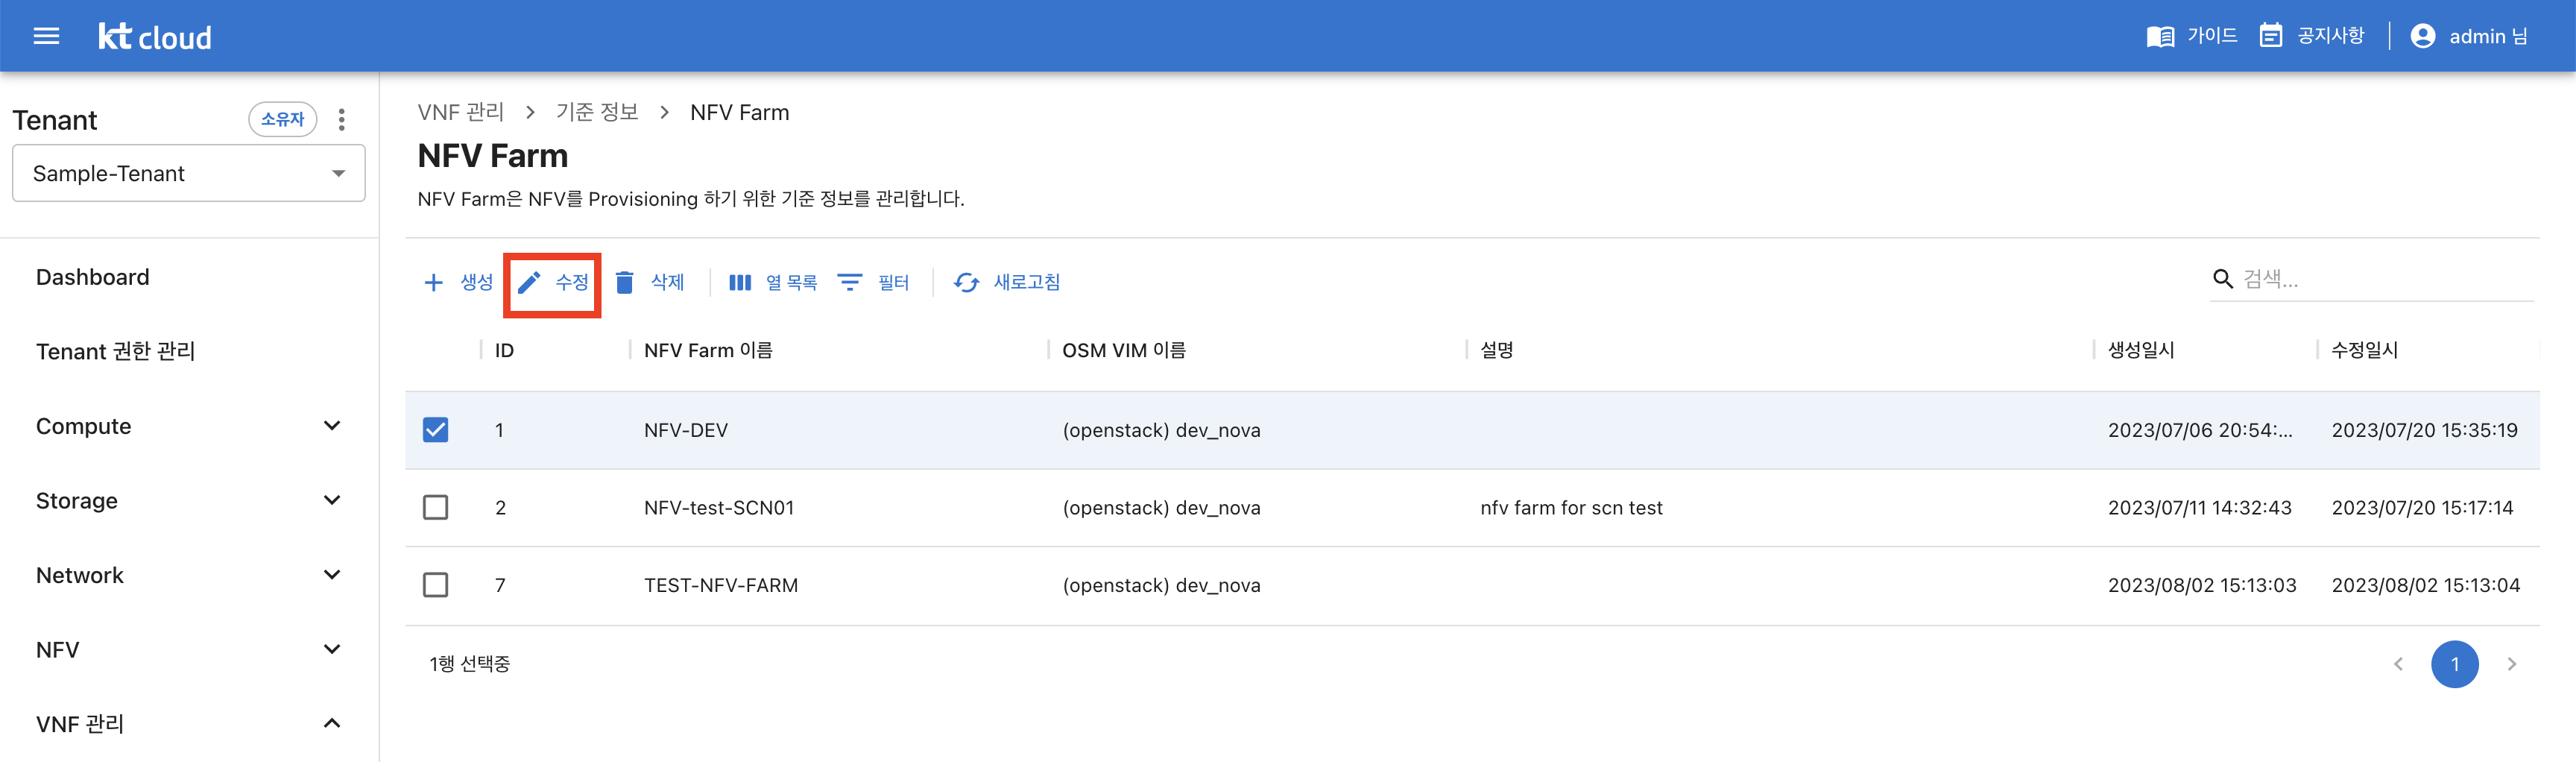 kt cloud
가이드 공지사항 admin 님
Tenant 소유자
Sample-Tenant
Dashboard
Tenant 권한 관리
Compute
Storage
Network
NFV
VNF 관리
VNF 관리 > 기준 정보 > NFV Farm
NFV Farm
NFV Farm은 NFV를 Provisioning 하기 위한 기준 정보를 관리합니다.
생성 수정 삭제 열 목록 필터 새로고침 검색...
ID NFV Farm 이름 OSM VIM 이름 설명 생성일시 수정일시
1 NFV-DEV (openstack) dev_nova 2023/07/06 20:54:... 2023/07/20 15:35:19
2 NFV-test-SCN01 (openstack) dev_nova nfv farm for scn test 2023/07/11 14:32:43 2023/07/20 15:17:14
7 TEST-NFV-FARM (openstack) dev_nova 2023/08/02 15:13:03 2023/08/02 15:13:04
1행 선택중 1